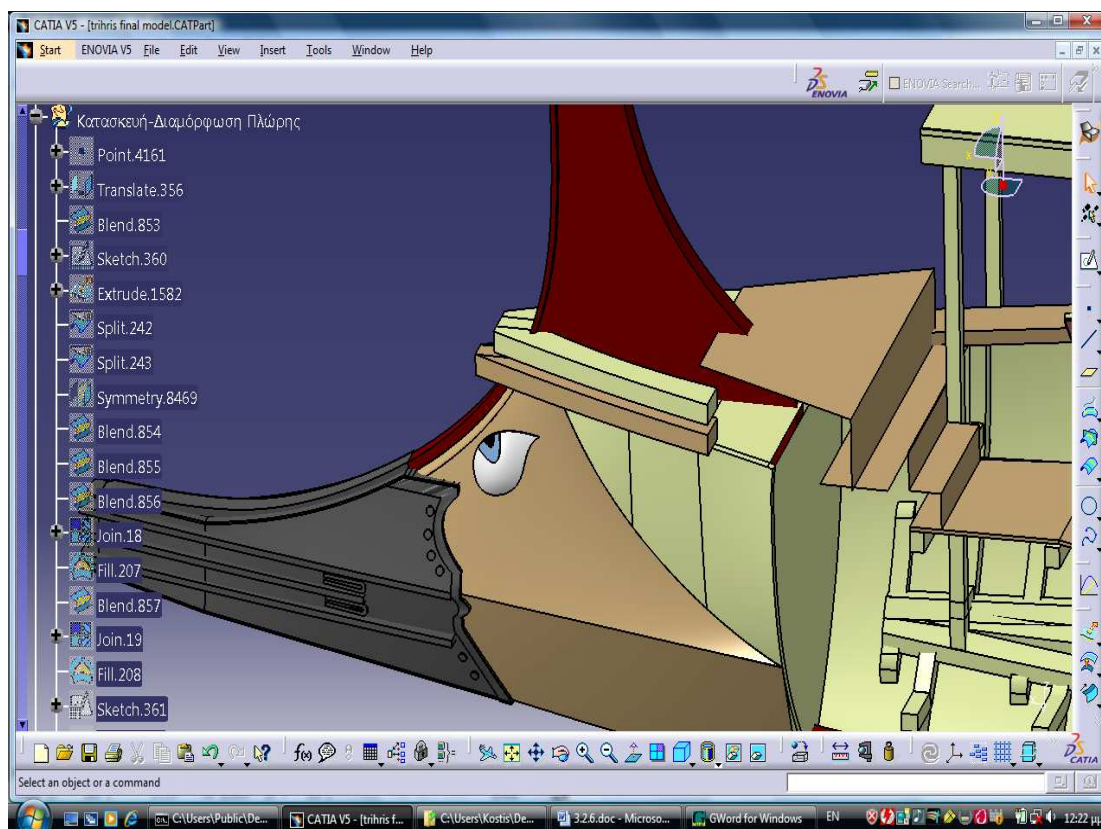 CATIA V5 - [trihris final model.CATPart]
Start ENOVIA V5 File Edit View Insert Tools Window Help
ENOVIA
ENOVIA Search...
Κατασκευή-Διαμόρφωση Πλώρης
Point.4161
Translate.356
Blend.853
Sketch.360
Extrude.1582
Split.242
Split.243
Symmetry.8469
Blend.854
Blend.855
Blend.856
Join.18
Fill.207
Blend.857
Join.19
Fill.208
Sketch.361
f(x)
CATIA
Select an object or a command
C:\Users\Public\De... CATIA V5 - [trihris f... C:\Users\Kostis\De... 3.2.6.doc - Microso... GWord for Windows EN 12:22 μμ